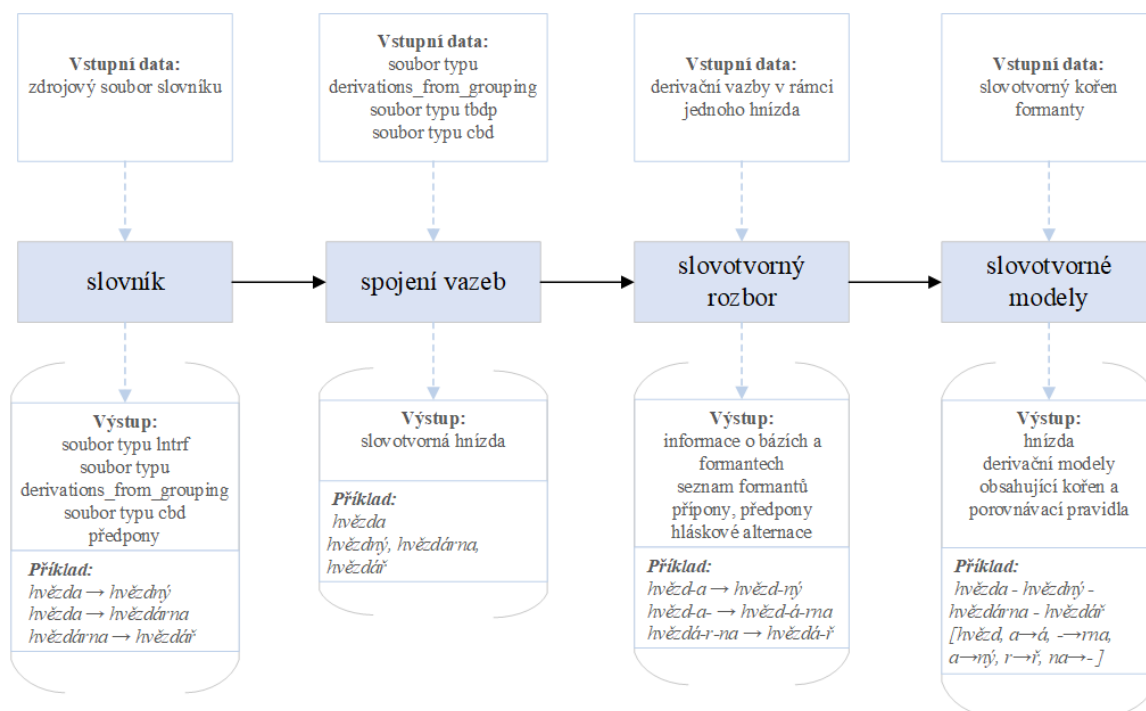 Vstupní data:
zdrojový soubor slovníku
Vstupní data:
soubor typu
derivations_from_grouping
soubor typu tbdp
soubor typu cbd
Vstupní data:
derivační vazby v rámci
jednoho hnízda
Vstupní data:
slovotvorný kořen
formanty
slovník
spojení vazeb
slovotvorný
rozbor
slovotvorné
modely
Výstup:
soubor typu lntrf
soubor typu
derivations_from_grouping
soubor typu cbd
předpony
Příklad:
hvězda → hvězdný
hvězda → hvězdárna
hvězdárna → hvězdář
Výstup:
slovotvorná hnízda
Příklad:
hvězda
hvězdný, hvězdárna,
hvězdář
Výstup:
informace o bázích a
formantech
seznam formantů
přípony, předpony
hláskové alternace
Příklad:
hvězd-a → hvězd-ný
hvězd-a- → hvězd-á-rna
hvězdá-r-na → hvězdá-ř
Výstup:
hnízda
derivační modely
obsahující kořen a
porovnávací pravidla
Příklad:
hvězda - hvězdný -
hvězdárna - hvězdář
[hvězd, a→á, -→rna,
a→ný, r→ř, na→-]